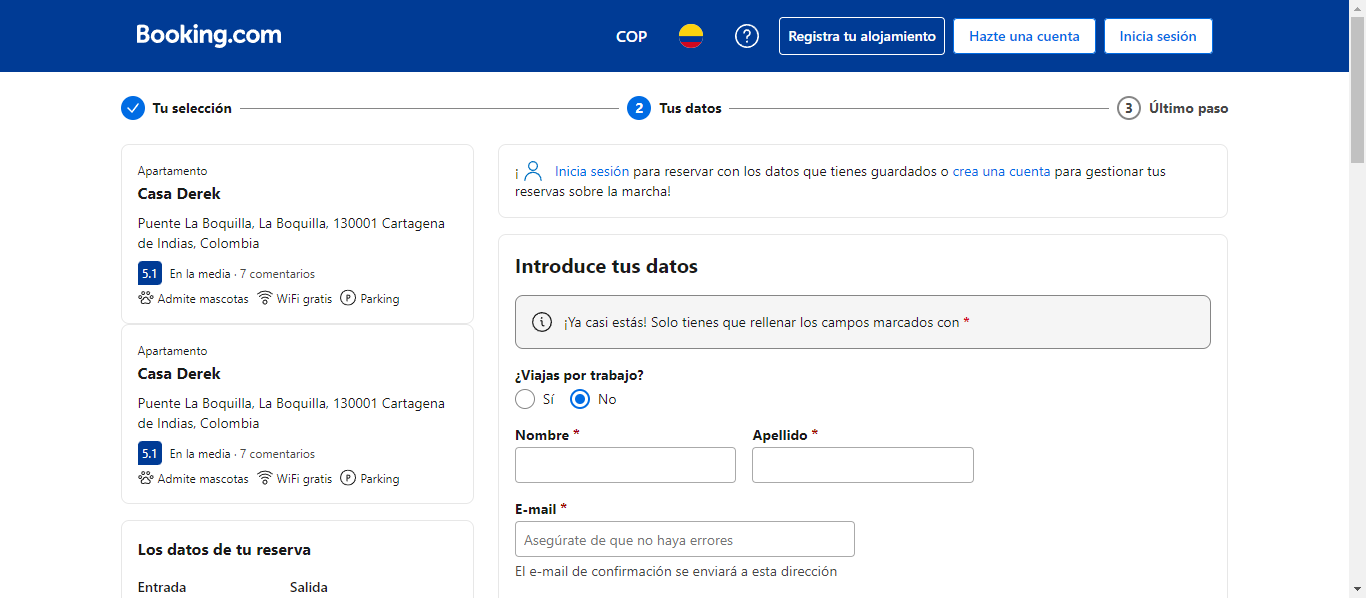 Booking.com
COP
Registra tu alojamiento
Hazte una cuenta
Inicia sesión
Tu selección
2 Tus datos
3 Último paso
Apartamento
Casa Derek
Puente La Boquilla, La Boquilla, 130001 Cartagena
de Indias, Colombia
5.1 En la media · 7 comentarios
Admite mascotas WiFi gratis P Parking
Apartamento
Casa Derek
Puente La Boquilla, La Boquilla, 130001 Cartagena
de Indias, Colombia
5.1 En la media · 7 comentarios
Admite mascotas WiFi gratis P Parking
Los datos de tu reserva
Entrada Salida
¡ Inicia sesión para reservar con los datos que tienes guardados o crea una cuenta para gestionar tus
reservas sobre la marcha!
Introduce tus datos
¡Ya casi estás! Solo tienes que rellenar los campos marcados con *
¿Viajas por trabajo?
Sí No
Nombre * Apellido *
E-mail *
Asegúrate de que no haya errores
El e-mail de confirmación se enviará a esta dirección